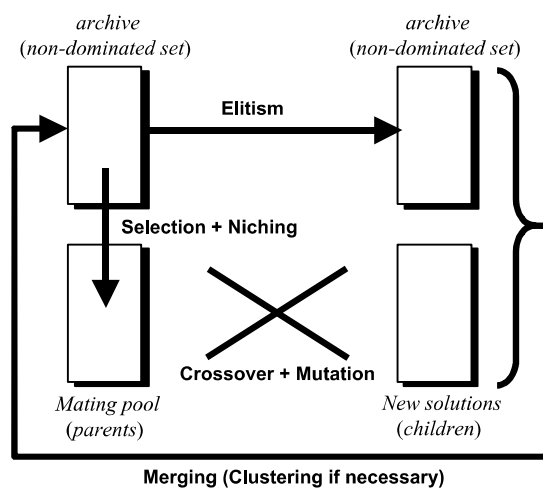 archive
(non-dominated set)
archive
(non-dominated set)
Elitism
Selection + Niching
Crossover + Mutation
Mating pool
(parents)
New solutions
(children)
Merging (Clustering if necessary)